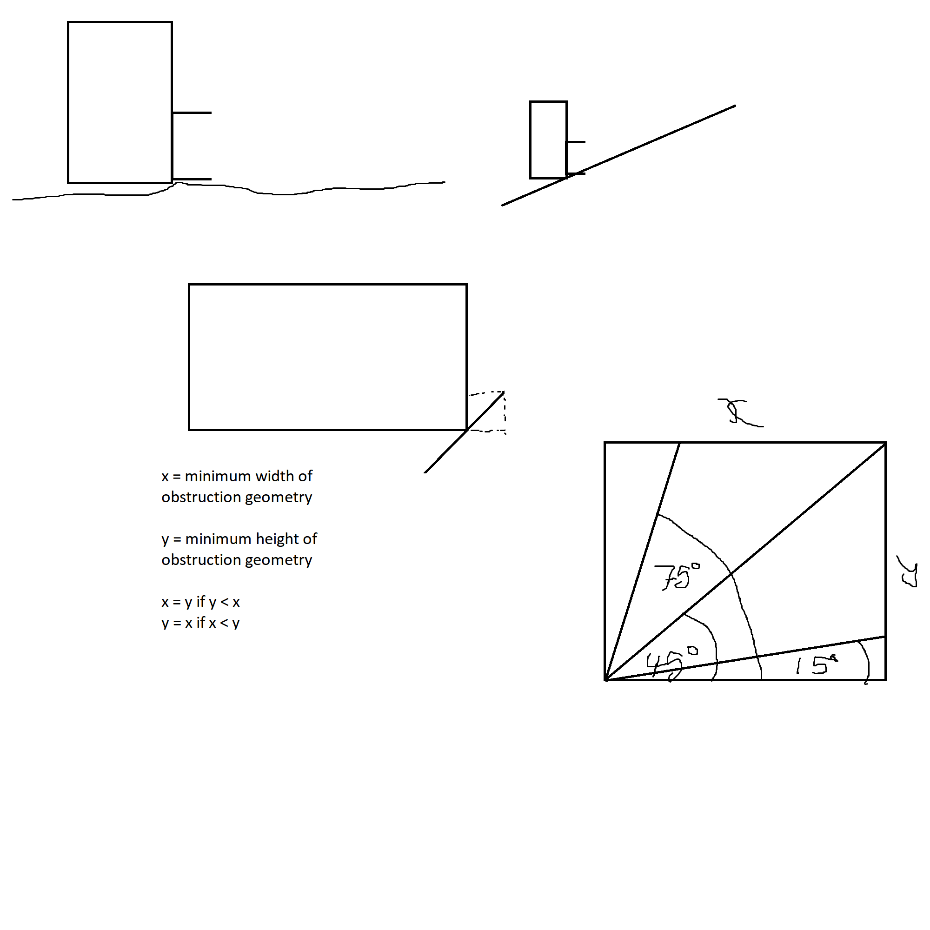 x = minimum width of
obstruction geometry
y = minimum height of
obstruction geometry
x = y if y < x
y = x if x < y
x
75°
45°
15°